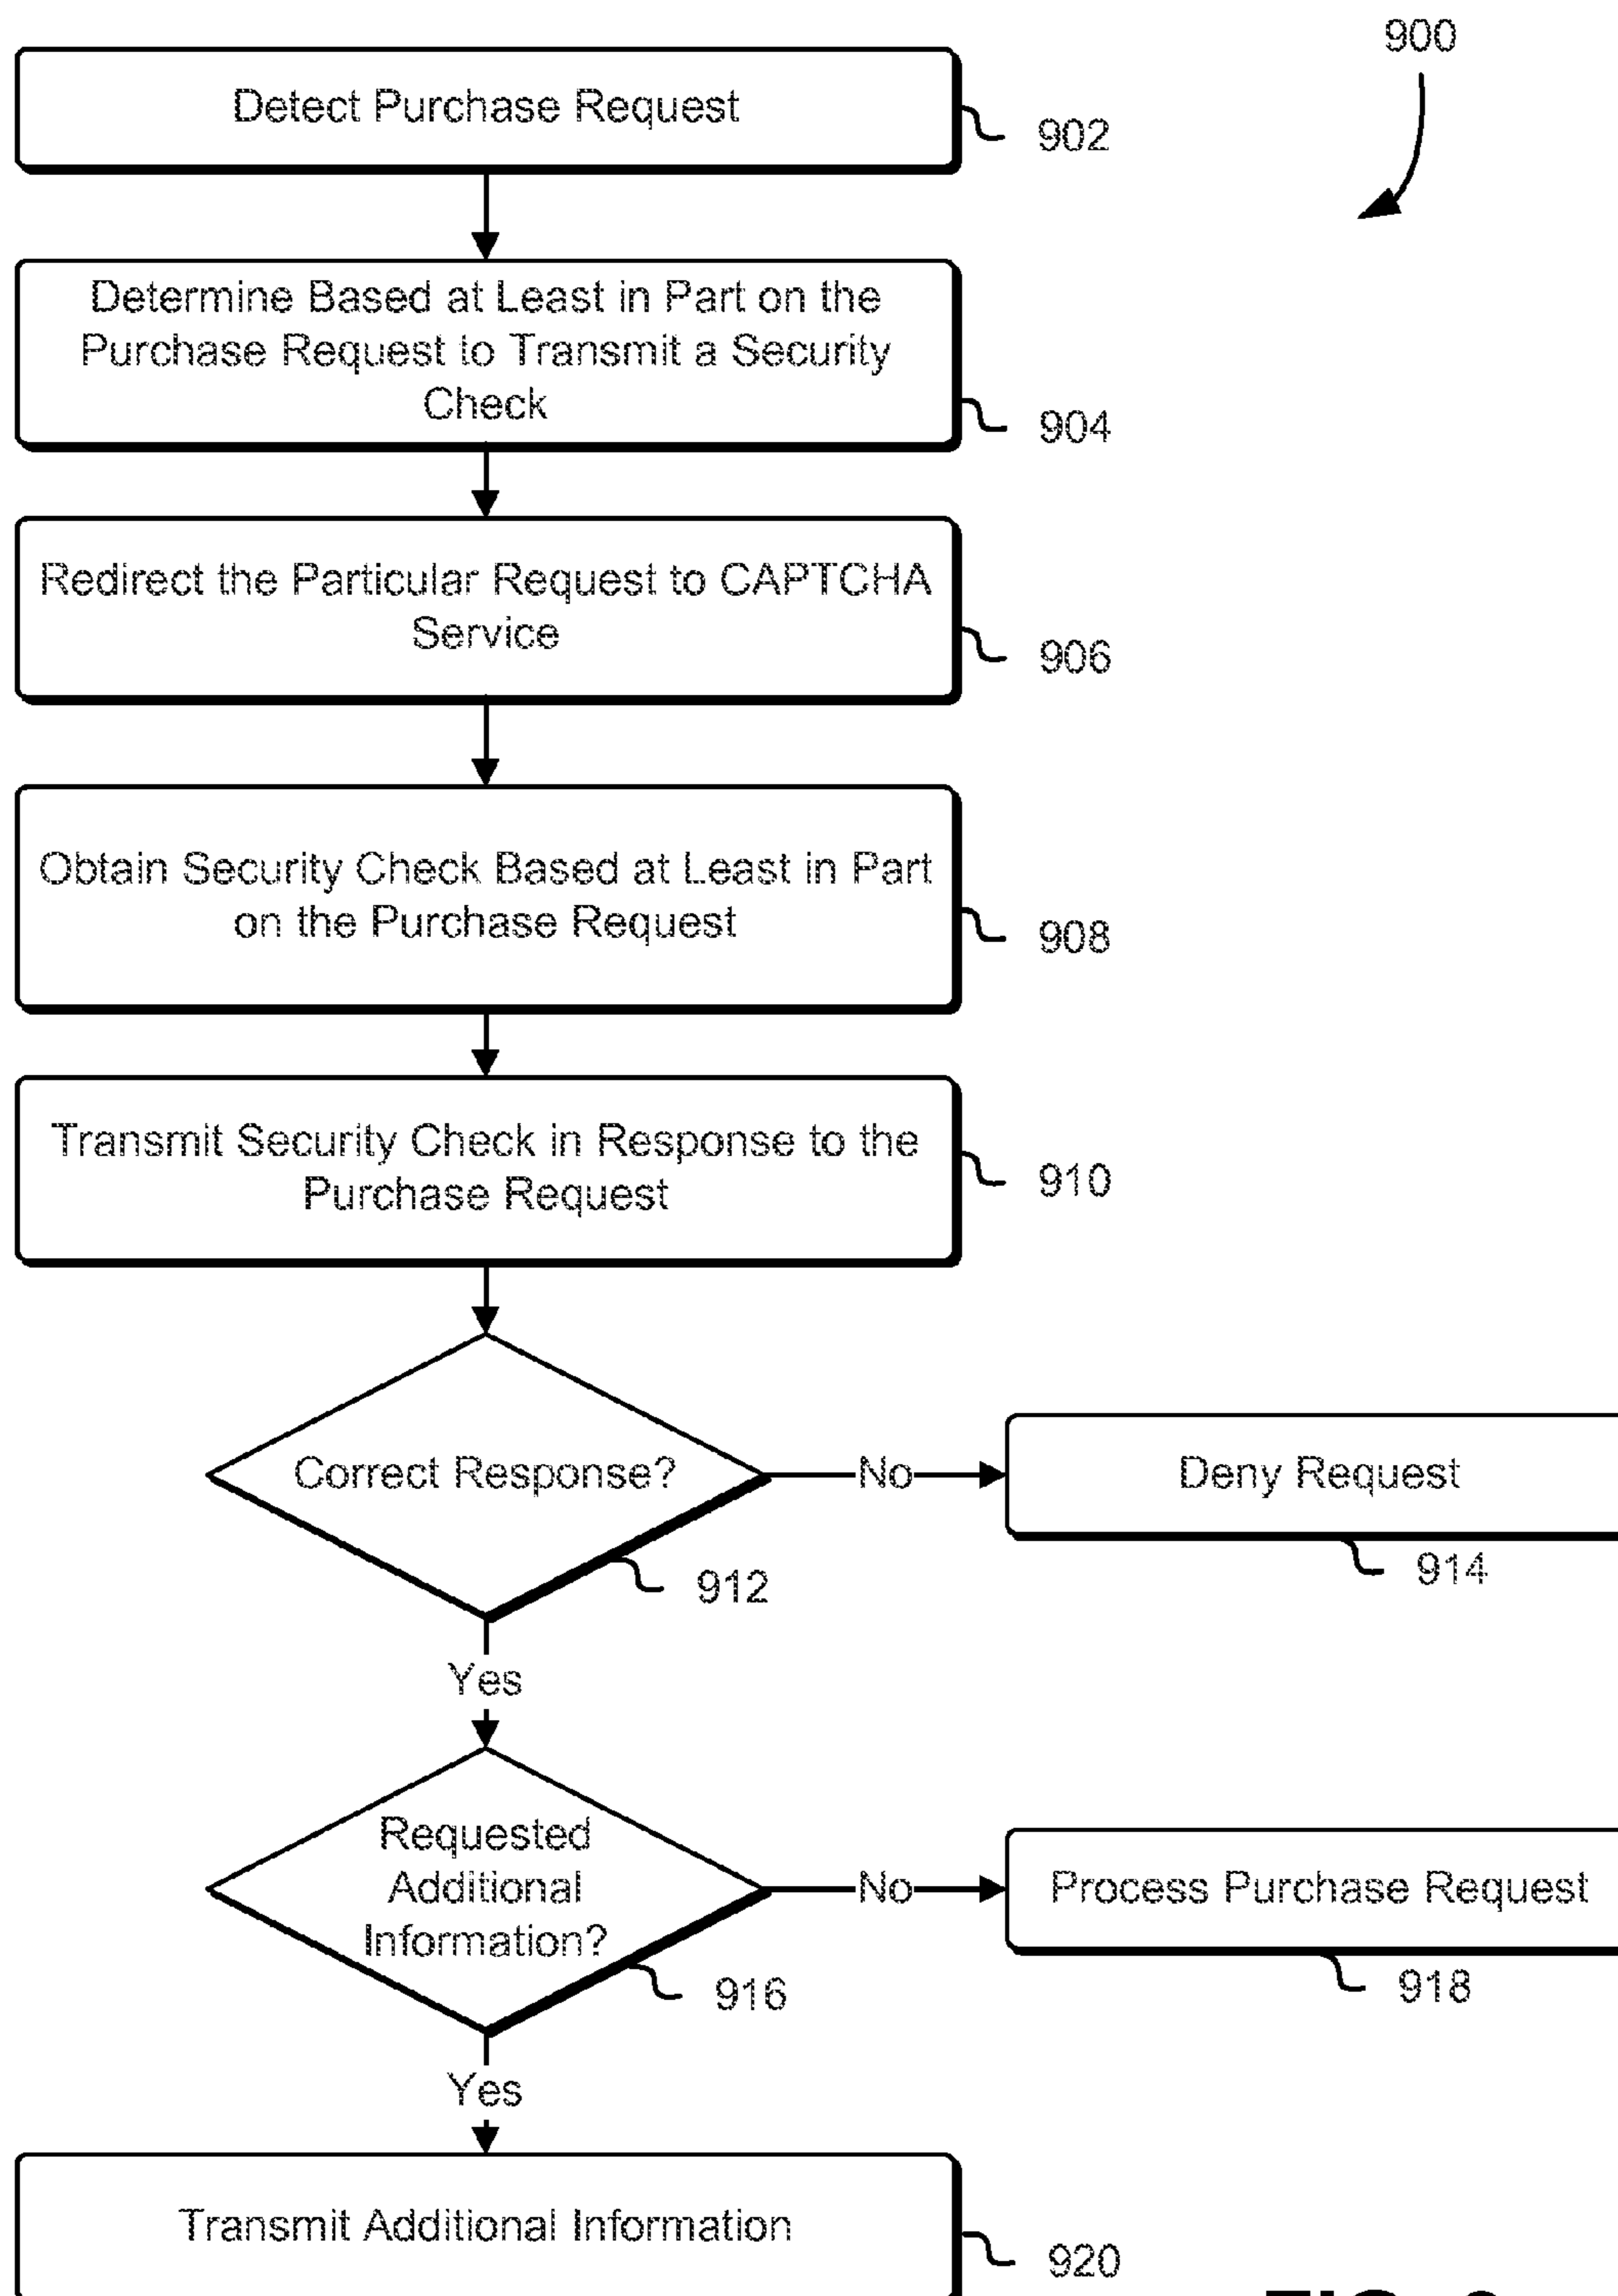 900
Detect Purchase Request
902
Determine Based at Least in Part on the
Purchase Request to Transmit a Security
Check
904
Redirect the Particular Request to CAPTCHA
Service
906
Obtain Security Check Based at Least in Part
on the Purchase Request
908
Transmit Security Check in Response to the
Purchase Request
910
Correct Response?
No
Deny Request
912
914
Yes
Requested
Additional
Information?
No
Process Purchase Request
916
918
Yes
Transmit Additional Information
920